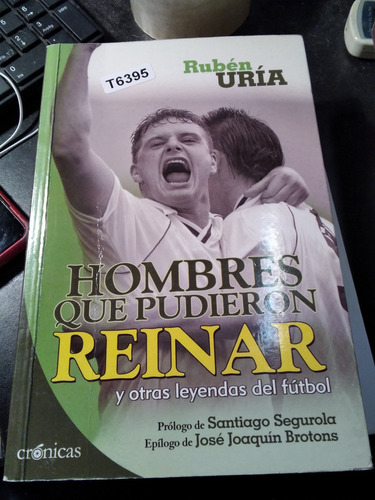 T6395
Rubén
URÍA
HOMBRES
QUE PUDIERON
REINAR
y otras leyendas del fútbol
Prólogo de Santiago Segurola
Epílogo de José Joaquín Brotons
crónicas